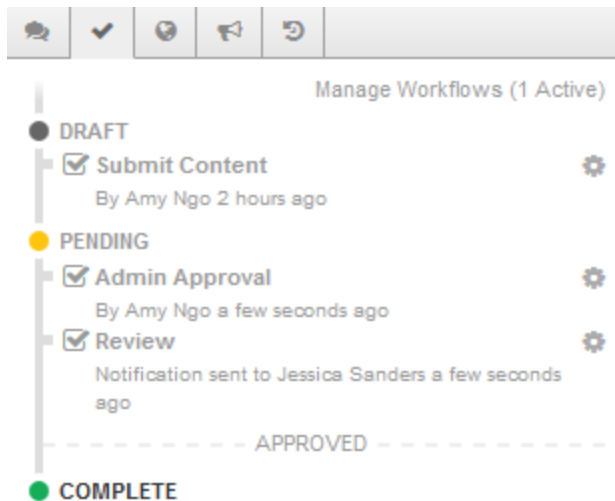 Manage Workflows (1 Active)
DRAFT
Submit Content
By Amy Ngo 2 hours ago
PENDING
Admin Approval
By Amy Ngo a few seconds ago
Review
Notification sent to Jessica Sanders a few seconds
ago
APPROVED
COMPLETE